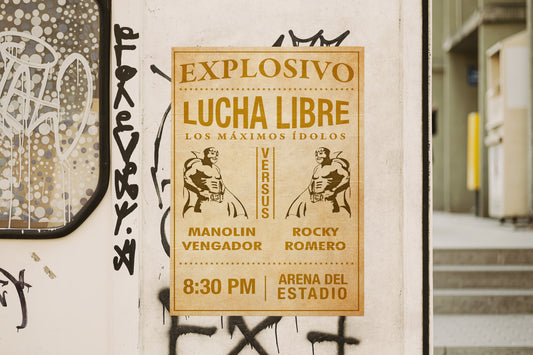 EXPLOSIVO
LUCHA LIBRE
LOS MÁXIMOS ÍDOLOS
VERSUS
MANOLIN
VENGADOR
ROCKY
ROMERO
8:30 PM
ARENA DEL
ESTADIO